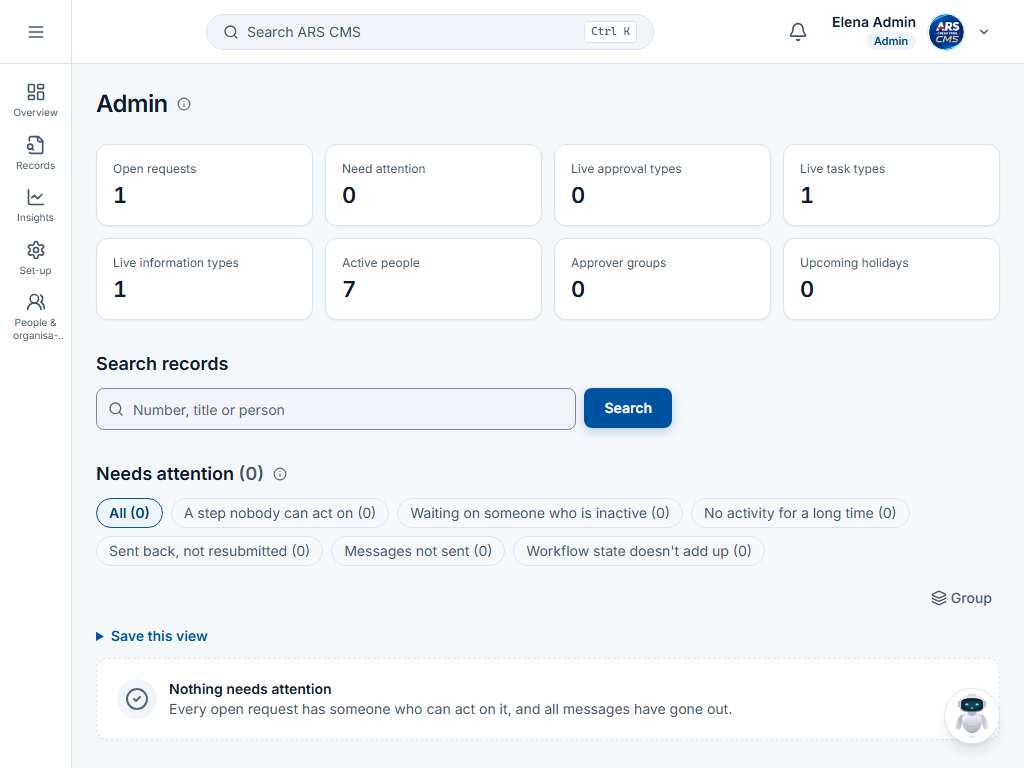 Search ARS CMS
Ctrl K
Elena Admin
Admin
ARS
CMS
Overview
Records
Insights
Set-up
People &
organisa-..
Admin
Open requests
1
Need attention
0
Live approval types
0
Live task types
1
Live information types
1
Active people
7
Approver groups
0
Upcoming holidays
0
Search records
Number, title or person
Search
Needs attention (0)
All (0)
A step nobody can act on (0)
Waiting on someone who is inactive (0)
No activity for a long time (0)
Sent back, not resubmitted (0)
Messages not sent (0)
Workflow state doesn't add up (0)
Group
Save this view
Nothing needs attention
Every open request has someone who can act on it, and all messages have gone out.